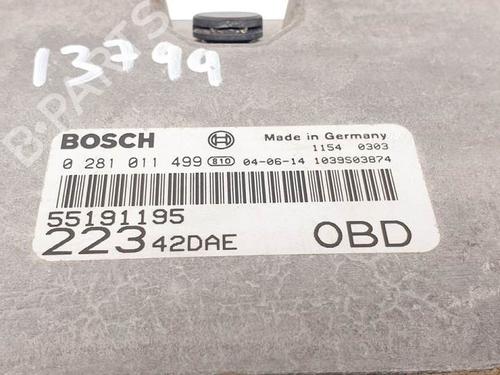 13799
B-PARTS
BOSCH
Made in Germany
1154 0303
0 281 011 499 810 04-06-14 1039S03874
55191195
223 42DAE OBD